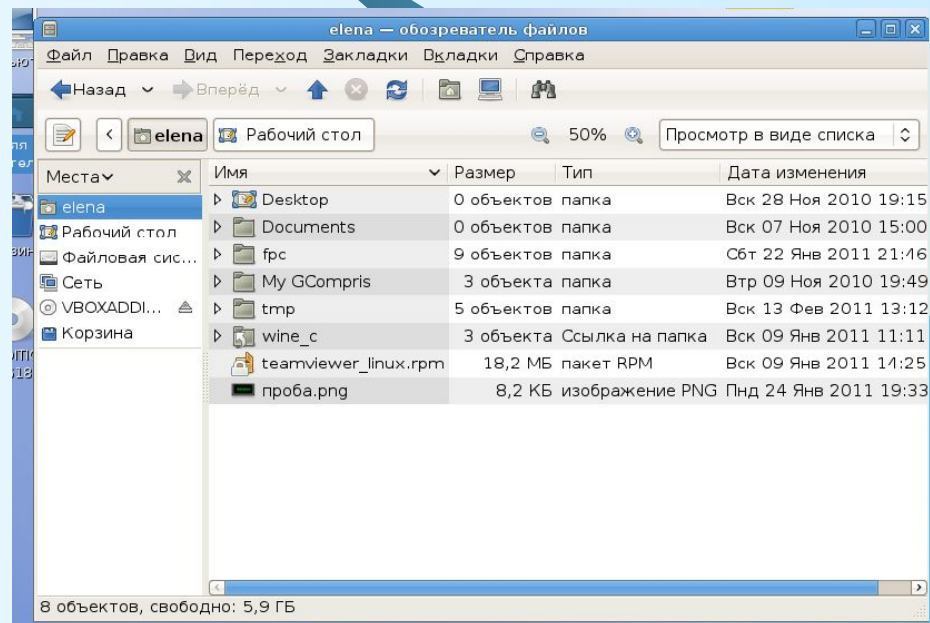 elena — обозреватель файлов
Файл Правка Вид Переход Закладки Вкладки Справка
Назад Вперёд
elena Рабочий стол 50% Просмотр в виде списка
Места Имя Размер Тип Дата изменения
elena
Рабочий стол
Файловая сис...
Сеть
VBOXADDI...
Корзина
Desktop 0 объектов папка Вск 28 Ноя 2010 19:15
Documents 0 объектов папка Вск 07 Ноя 2010 15:00
fpc 9 объектов папка Сбт 22 Янв 2011 21:46
My GCompris 3 объекта папка Втр 09 Ноя 2010 19:49
tmp 5 объектов папка Вск 13 Фев 2011 13:12
wine_c 3 объекта Ссылка на папка Вск 09 Янв 2011 11:11
teamviewer_linux.rpm 18,2 МБ пакет RPM Вск 09 Янв 2011 14:25
проба.png 8,2 КБ изображение PNG Пнд 24 Янв 2011 19:33
8 объектов, свободно: 5,9 ГБ